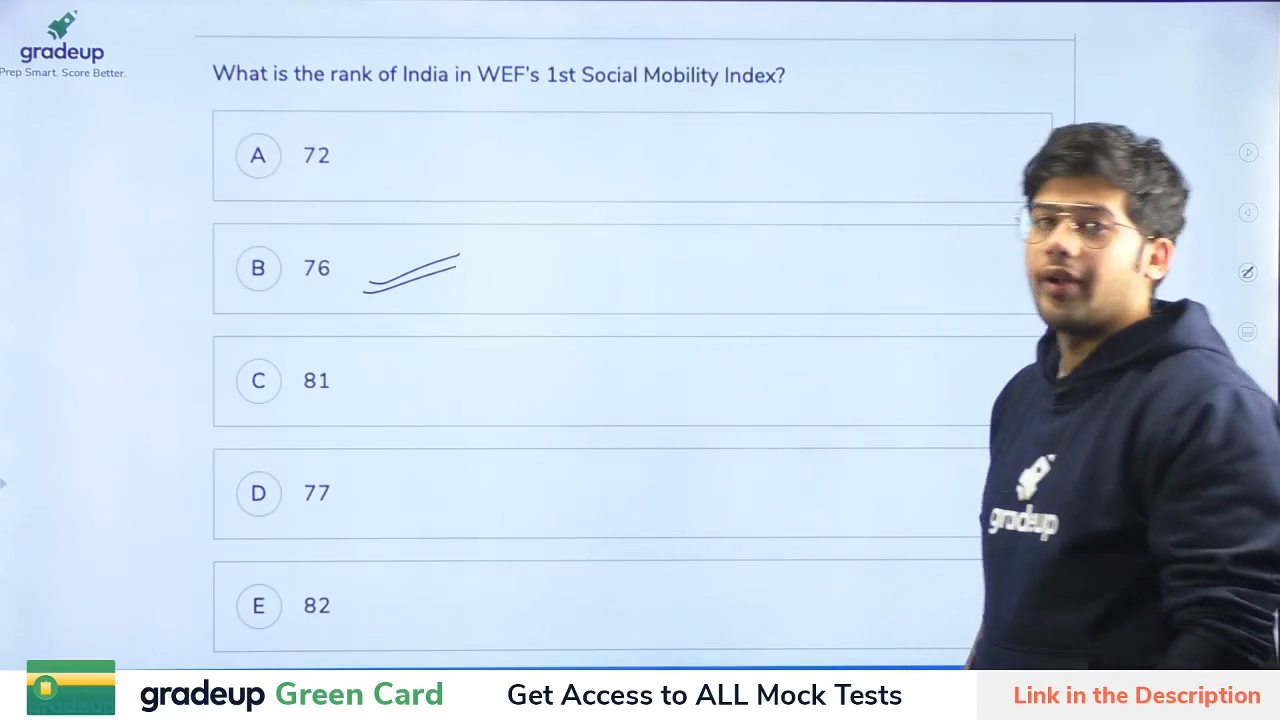 gradeup
Prep Smart. Score Better.
What is the rank of India in WEF's 1st Social Mobility Index?
A 72
B 76
C 81
D 77
E 82
gradeup
gradeup Green Card
Get Access to ALL Mock Tests
Link in the Description